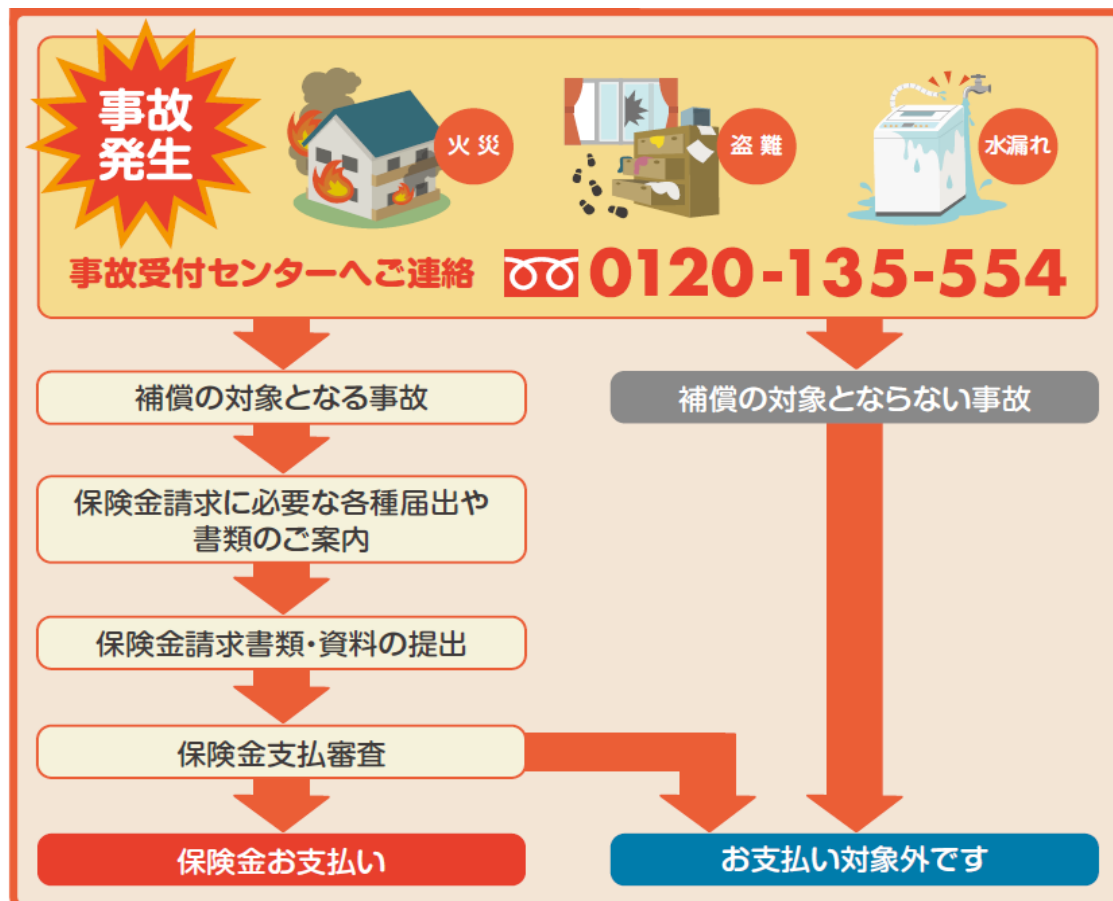 事故
発生
火災
盗難
水漏れ
事故受付センターへご連絡 0120-135-554
補償の対象となる事故
補償の対象とならない事故
保険金請求に必要な各種届出や
書類のご案内
保険金請求書類・資料の提出
保険金支払審査
保険金お支払い
お支払い対象外です